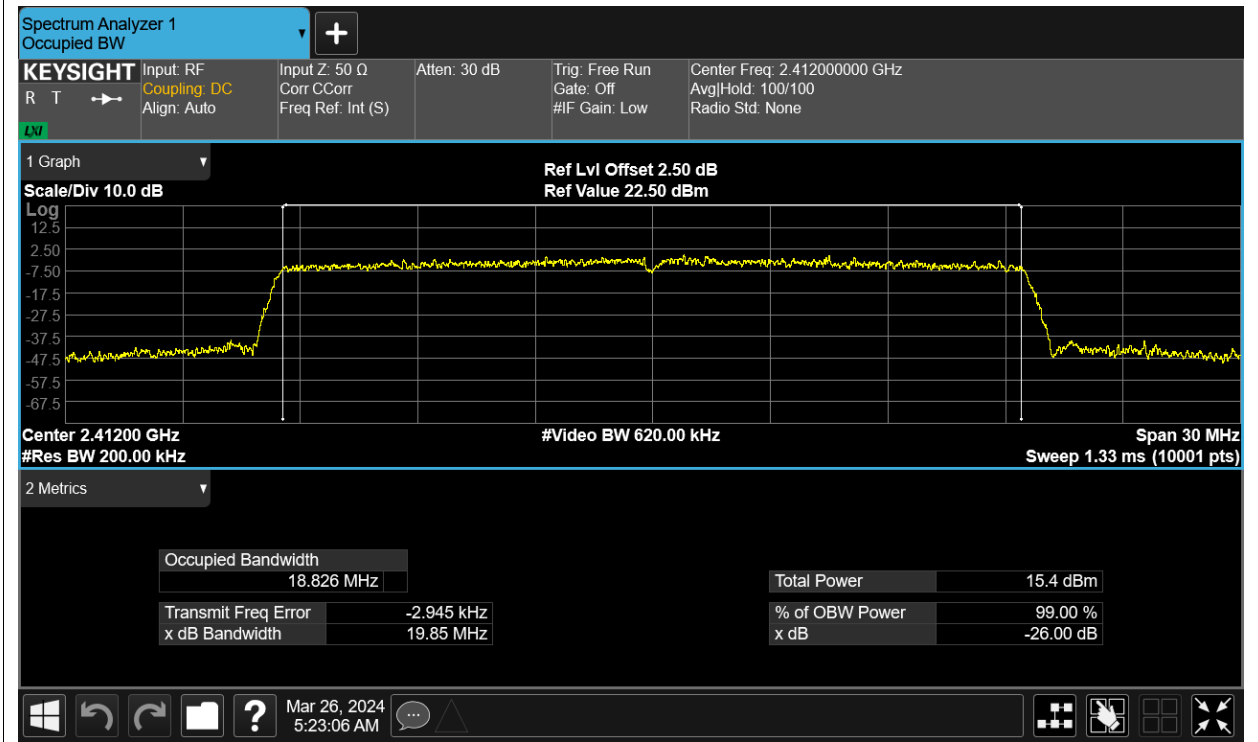 Spectrum Analyzer 1
Occupied BW
+
KEYSIGHT
R T
LXI
Input: RF
Coupling: DC
Align: Auto
Input Z: 50 Ω
Corr CCorr
Freq Ref: Int (S)
Atten: 30 dB
Trig: Free Run
Gate: Off
#IF Gain: Low
Center Freq: 2.412000000 GHz
Avg|Hold: 100/100
Radio Std: None
1 Graph
Ref Lvl Offset 2.50 dB
Scale/Div 10.0 dB
Ref Value 22.50 dBm
Log
12.5
2.50
-7.50
-17.5
-27.5
-37.5
-47.5
-57.5
-67.5
Center 2.41200 GHz
#Video BW 620.00 kHz
Span 30 MHz
#Res BW 200.00 kHz
Sweep 1.33 ms (10001 pts)
2 Metrics
Occupied Bandwidth
18.826 MHz
Total Power 15.4 dBm
Transmit Freq Error -2.945 kHz
% of OBW Power 99.00 %
x dB Bandwidth 19.85 MHz
x dB -26.00 dB
?
Mar 26, 2024
5:23:06 AM